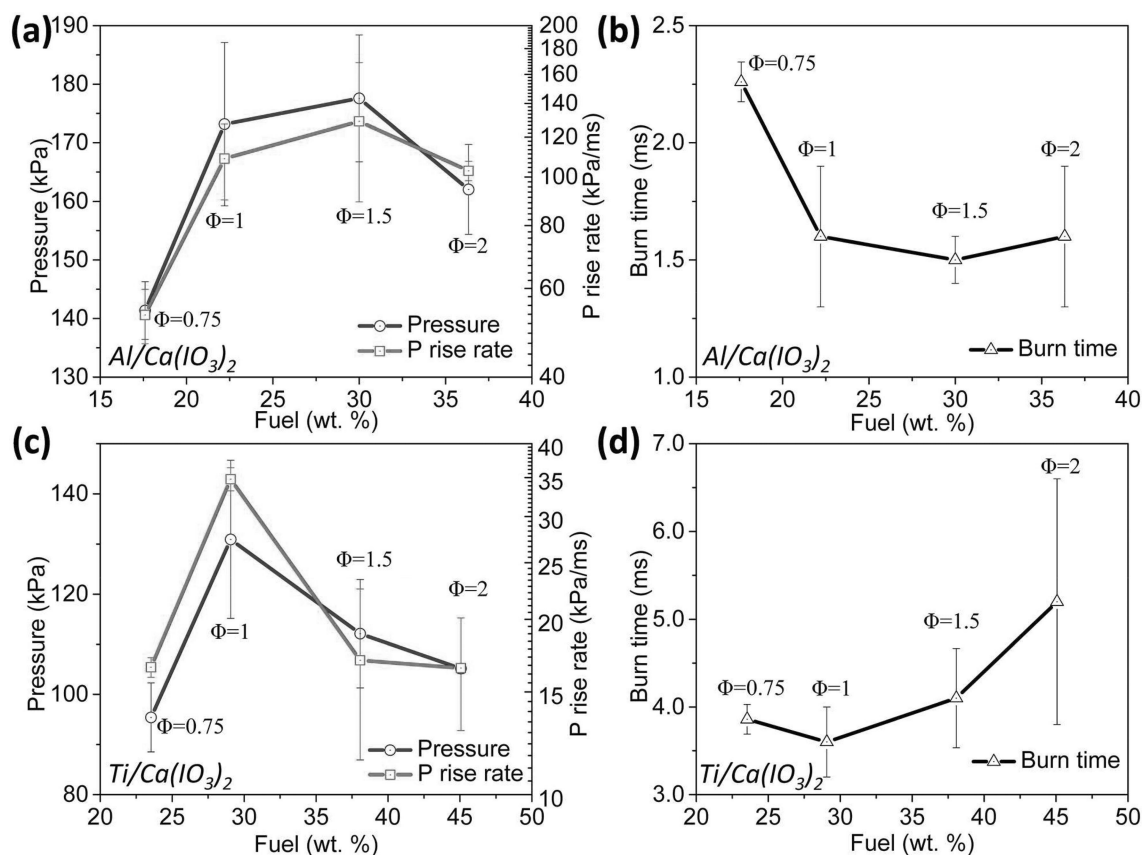 (a)
190
180
170
160
150
140
130
Pressure (kPa)
200
180
160
140
120
100
80
60
40
P rise rate (kPa/ms)
Φ=0.75
Φ=1
Φ=1.5
Φ=2
Pressure
P rise rate
Al/Ca(IO3)2
15 20 25 30 35 40
Fuel (wt. %)
(b)
2.5
2.0
1.5
1.0
Burn time (ms)
Φ=0.75
Φ=1
Φ=1.5
Φ=2
Burn time
Al/Ca(IO3)2
15 20 25 30 35 40
Fuel (wt. %)
(c)
140
120
100
80
Pressure (kPa)
40
35
30
25
20
15
10
P rise rate (kPa/ms)
Φ=0.75
Φ=1
Φ=1.5
Φ=2
Pressure
P rise rate
Ti/Ca(IO3)2
20 25 30 35 40 45 50
Fuel (wt. %)
(d)
7.0
6.0
5.0
4.0
3.0
Burn time (ms)
Φ=0.75
Φ=1
Φ=1.5
Φ=2
Burn time
Ti/Ca(IO3)2
20 25 30 35 40 45 50
Fuel (wt. %)